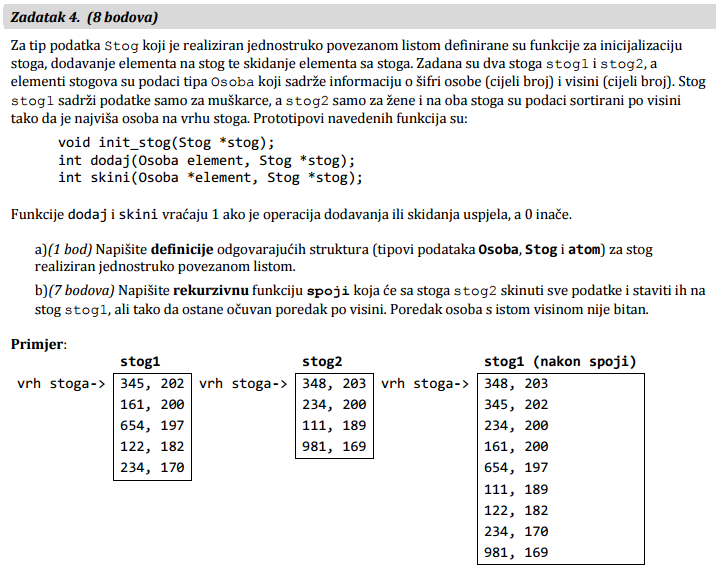 Zadatak 4. (8 bodova)
Za tip podatka Stog koji je realiziran jednostruko povezanom listom definirane su funkcije za inicijalizaciju
stoga, dodavanje elementa na stog te skidanje elementa sa stoga. Zadana su dva stoga stog1 i stog2, a
elementi stogova su podaci tipa Osoba koji sadrže informaciju o šifri osobe (cijeli broj) i visini (cijeli broj). Stog
stog1 sadrži podatke samo za muškarce, a stog2 samo za žene i na oba stoga su podaci sortirani po visini
tako da je najviša osoba na vrhu stoga. Prototipovi navedenih funkcija su:
void init_stog(Stog *stog);
int dodaj(Osoba element, Stog *stog);
int skini(Osoba *element, Stog *stog);
Funkcije dodaj i skini vraćaju 1 ako je operacija dodavanja ili skidanja uspjela, a 0 inače.
a)(1 bod) Napišite definicije odgovarajućih struktura (tipovi podataka Osoba, Stog i atom) za stog
realiziran jednostruko povezanom listom.
b)(7 bodova) Napišite rekurzivnu funkciju spoji koja će sa stoga stog2 skinuti sve podatke i staviti ih na
stog stog1, ali tako da ostane očuvan poredak po visini. Poredak osoba s istom visinom nije bitan.
Primjer:
stog1 stog2 stog1 (nakon spoji)
vrh stoga-> 345, 202 vrh stoga-> 348, 203 vrh stoga-> 348, 203
161, 200 234, 200 345, 202
654, 197 111, 189 234, 200
122, 182 981, 169 161, 200
234, 170 654, 197
111, 189
122, 182
234, 170
981, 169